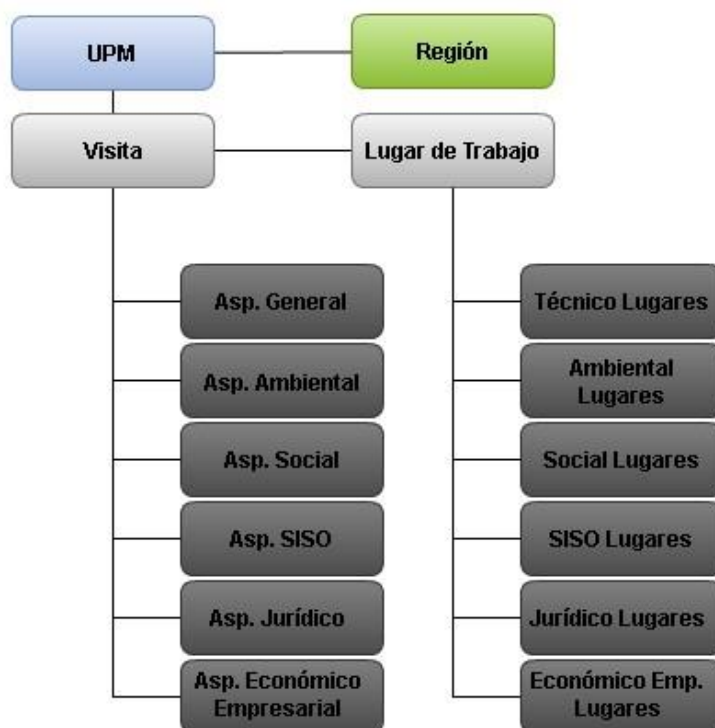 UPM
Región
Visita
Lugar de Trabajo
Asp. General
Asp. Ambiental
Asp. Social
Asp. SISO
Asp. Jurídico
Asp. Económico
Empresarial
Técnico Lugares
Ambiental
Lugares
Social Lugares
SISO Lugares
Jurídico Lugares
Económico Emp.
Lugares